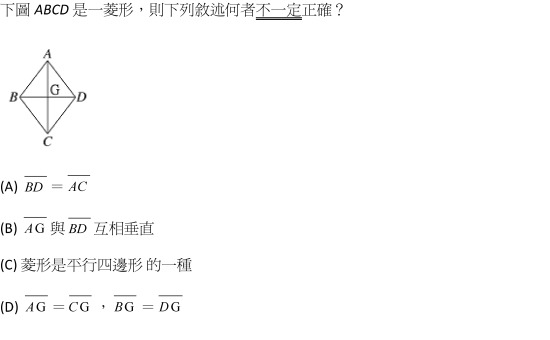 下圖 ABCD 是一菱形，則下列敘述何者不一定正確？
A
B
G
D
C
(A) $\overline{BD} = \overline{AC}$
(B) $\overline{AG}$ 與 $\overline{BD}$ 互相垂直
(C) 菱形是平行四邊形 的一種
(D) $\overline{AG} = \overline{CG}$ ， $\overline{BG} = \overline{DG}$